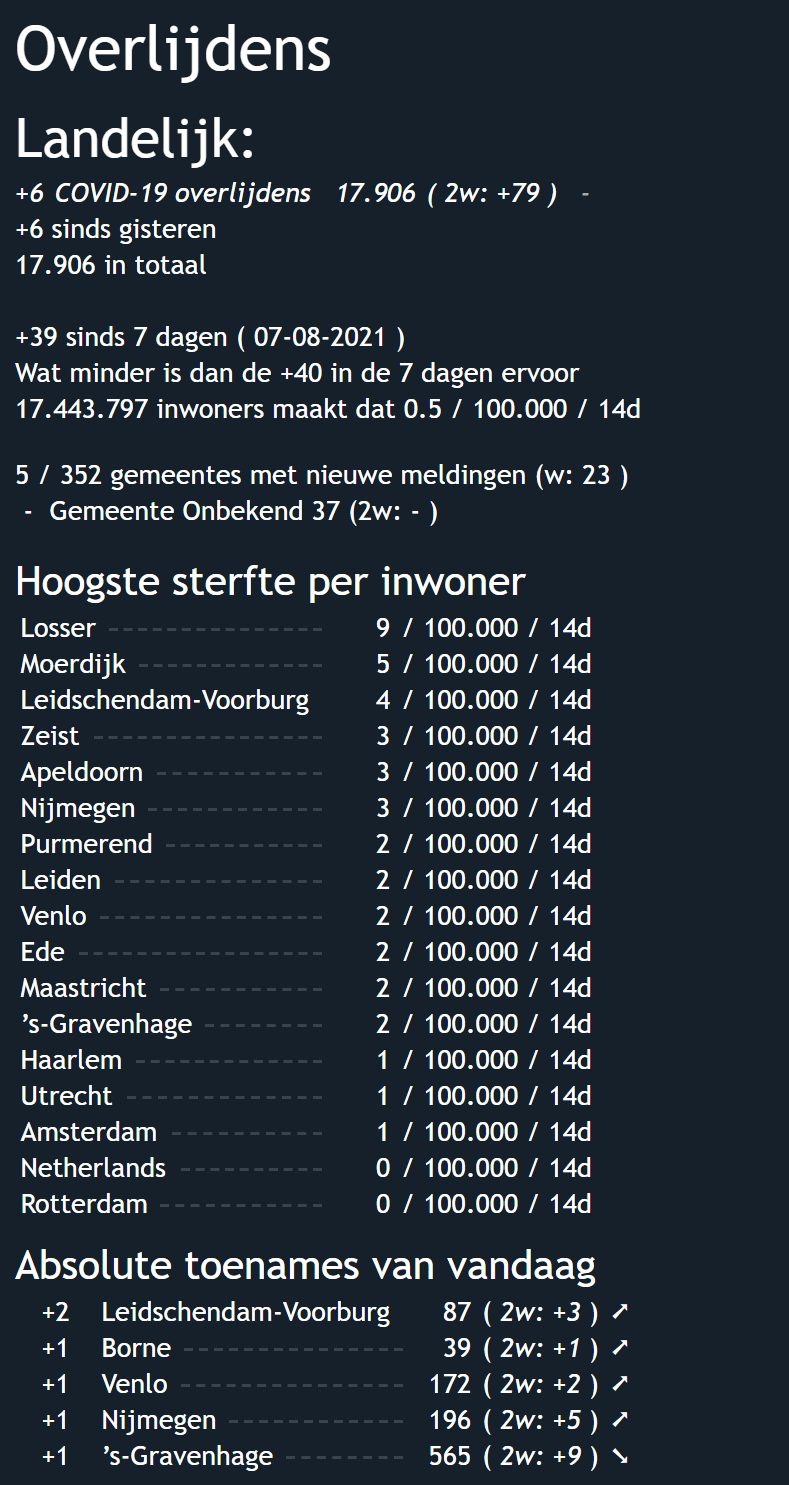 Overlijdens
Landelijk:
+6 COVID-19 overlijdens 17.906 ( 2w: +79 ) -
+6 sinds gisteren
17.906 in totaal
+39 sinds 7 dagen ( 07-08-2021 )
Wat minder is dan de +40 in de 7 dagen ervoor
17.443.797 inwoners maakt dat 0.5 / 100.000 / 14d
5 / 352 gemeentes met nieuwe meldingen (w: 23 )
- Gemeente Onbekend 37 (2w: - )
Hoogste sterfte per inwoner
Losser --------------- 9 / 100.000 / 14d
Moerdijk ------------- 5 / 100.000 / 14d
Leidschendam-Voorburg 4 / 100.000 / 14d
Zeist ---------------- 3 / 100.000 / 14d
Apeldoorn ------------ 3 / 100.000 / 14d
Nijmegen ------------ 3 / 100.000 / 14d
Purmerend ----------- 2 / 100.000 / 14d
Leiden --------------- 2 / 100.000 / 14d
Venlo ---------------- 2 / 100.000 / 14d
Ede ----------------- 2 / 100.000 / 14d
Maastricht ----------- 2 / 100.000 / 14d
’s-Gravenhage -------- 2 / 100.000 / 14d
Haarlem ------------- 1 / 100.000 / 14d
Utrecht -------------- 1 / 100.000 / 14d
Amsterdam ----------- 1 / 100.000 / 14d
Netherlands ---------- 0 / 100.000 / 14d
Rotterdam ----------- 0 / 100.000 / 14d
Absolute toenames van vandaag
+2 Leidschendam-Voorburg 87 ( 2w: +3 ) ➚
+1 Borne --------------- 39 ( 2w: +1 ) ➚
+1 Venlo --------------- 172 ( 2w: +2 ) ➚
+1 Nijmegen ------------ 196 ( 2w: +5 ) ➚
+1 ’s-Gravenhage -------- 565 ( 2w: +9 ) ➘